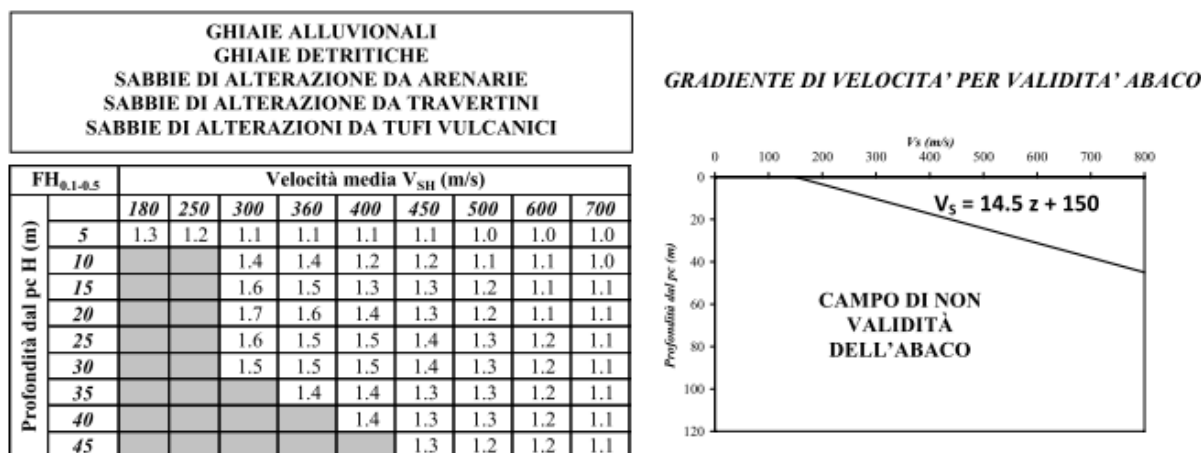 GHIAIE ALLUVIONALI
GHIAIE DETRITICHE
SABBIE DI ALTERAZIONE DA ARENARIE
SABBIE DI ALTERAZIONE DA TRAVERTINI
SABBIE DI ALTERAZIONI DA TUFI VULCANICI
FH0.1-0.5 Velocità media VSH (m/s)
180 250 300 360 400 450 500 600 700
Profondità dal pc H (m)
5 1.3 1.2 1.1 1.1 1.1 1.1 1.0 1.0 1.0
10 1.4 1.4 1.2 1.2 1.1 1.1 1.0
15 1.6 1.5 1.3 1.3 1.2 1.1 1.1
20 1.7 1.6 1.4 1.3 1.2 1.1 1.1
25 1.6 1.5 1.5 1.4 1.3 1.2 1.1
30 1.5 1.5 1.5 1.4 1.3 1.2 1.1
35 1.4 1.4 1.3 1.3 1.2 1.1
40 1.4 1.3 1.3 1.2 1.1
45 1.3 1.2 1.2 1.1
GRADIENTE DI VELOCITA' PER VALIDITA' ABACO
Vs (m/s)
0 100 200 300 400 500 600 700 800
Profondità dal pc (m)
0
20
40
60
80
100
120
VS = 14.5 z + 150
CAMPO DI NON
VALIDITÀ
DELL'ABACO